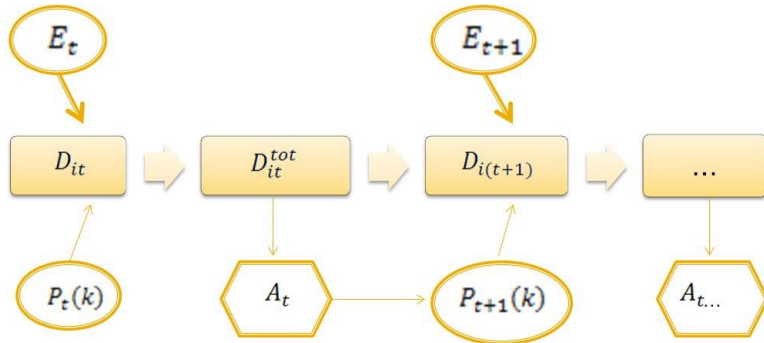 E_t
E_{t+1}
D_{it}
D_{it}^{tot}
D_{i(t+1)}
...
P_t(k)
A_t
P_{t+1}(k)
A_{t...}